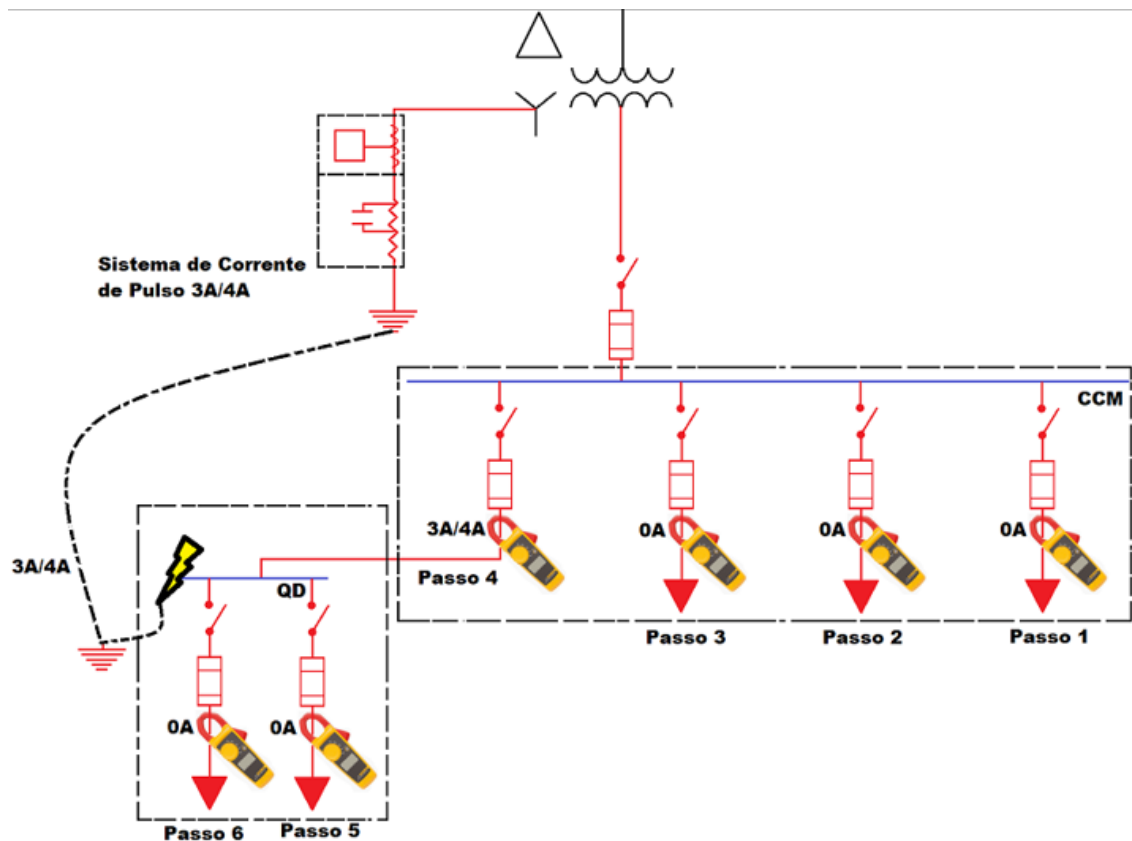 Sistema de Corrente
de Pulso 3A/4A
CCM
3A/4A
0A
0A
0A
Passo 4
Passo 3
Passo 2
Passo 1
3A/4A
QD
0A
0A
Passo 6
Passo 5